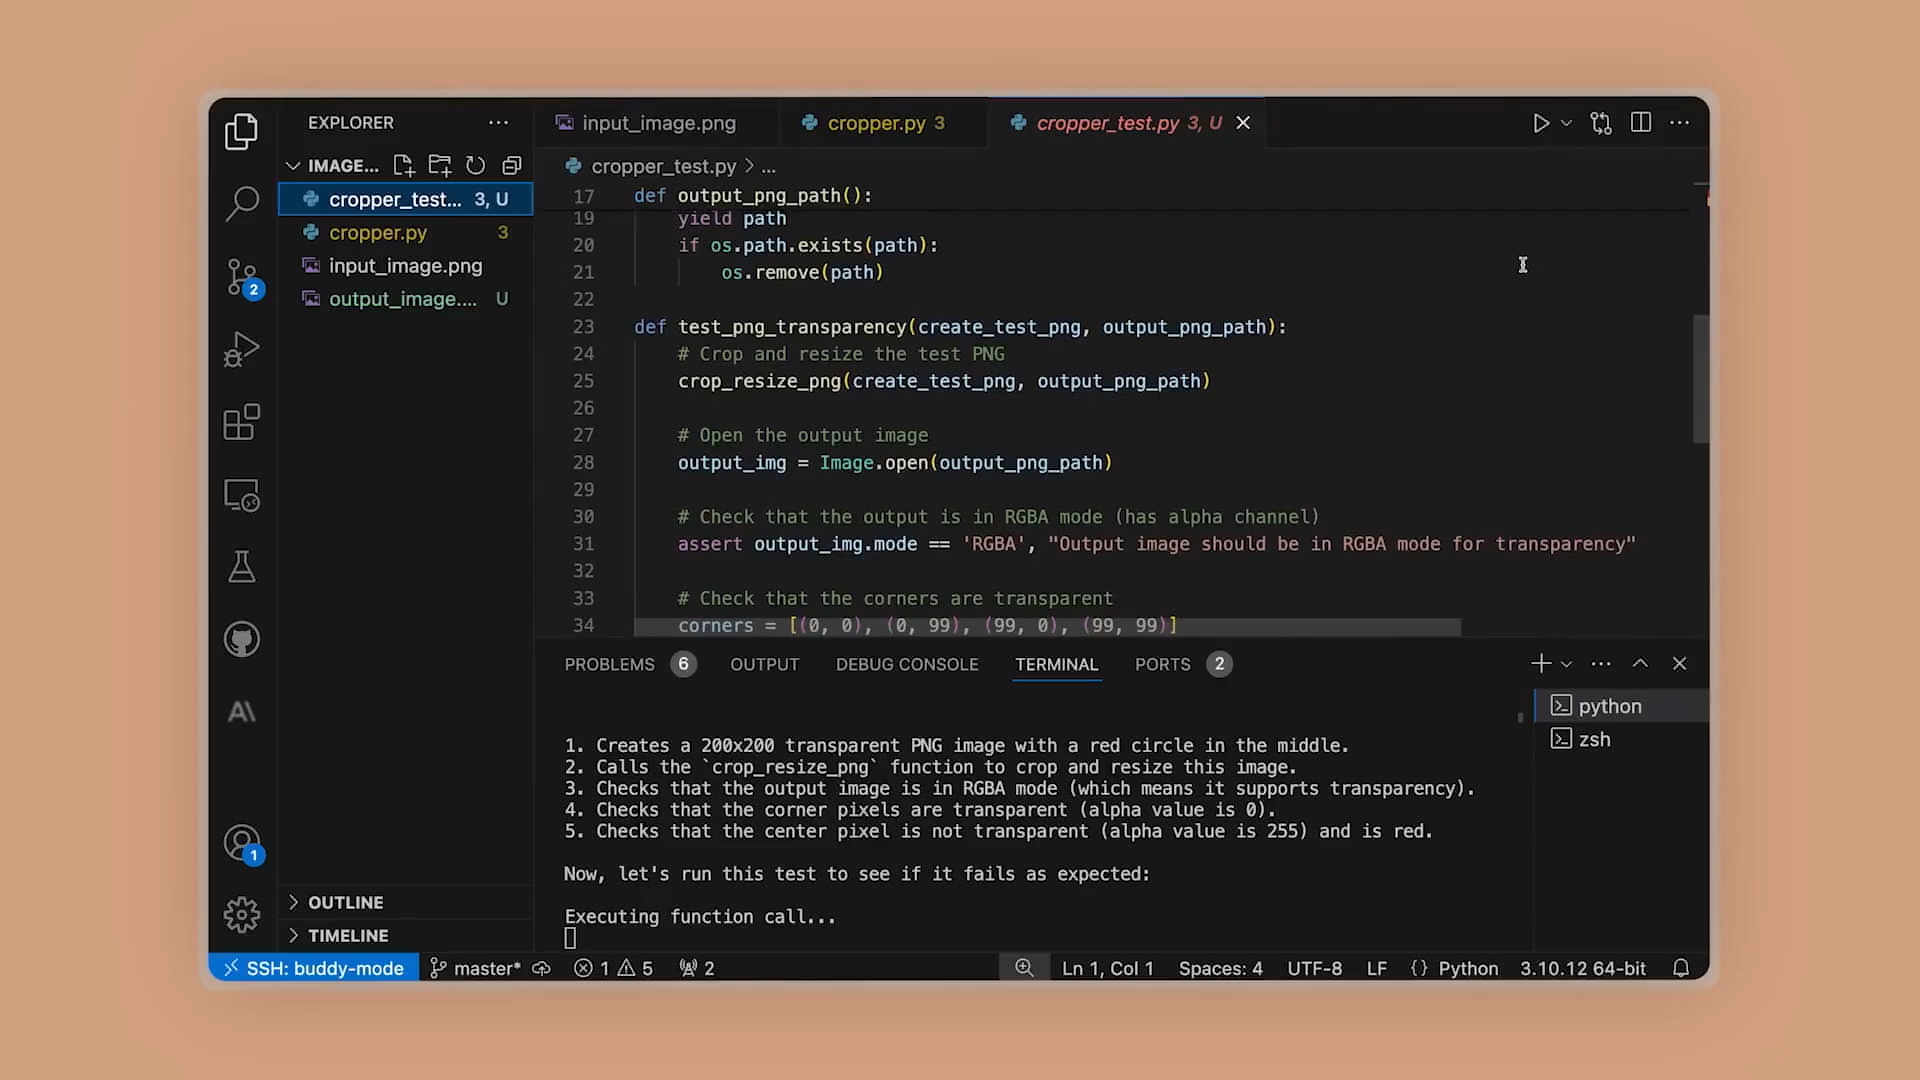 EXPLORER
input_image.png
cropper.py 3
cropper_test.py 3, U
IMAGE...
cropper_test.py > ...
cropper_test... 3, U
cropper.py 3
input_image.png
output_image.... U
17 def output_png_path():
19 yield path
20 if os.path.exists(path):
21 os.remove(path)
22
23 def test_png_transparency(create_test_png, output_png_path):
24 # Crop and resize the test PNG
25 crop_resize_png(create_test_png, output_png_path)
26
27 # Open the output image
28 output_img = Image.open(output_png_path)
29
30 # Check that the output is in RGBA mode (has alpha channel)
31 assert output_img.mode == 'RGBA', "Output image should be in RGBA mode for transparency"
32
33 # Check that the corners are transparent
34 corners = [(0, 0), (0, 99), (99, 0), (99, 99)]
2
1
PROBLEMS 6 OUTPUT DEBUG CONSOLE TERMINAL PORTS 2
python
zsh
1. Creates a 200x200 transparent PNG image with a red circle in the middle.
2. Calls the `crop_resize_png` function to crop and resize this image.
3. Checks that the output image is in RGBA mode (which means it supports transparency).
4. Checks that the corner pixels are transparent (alpha value is 0).
5. Checks that the center pixel is not transparent (alpha value is 255) and is red.
Now, let's run this test to see if it fails as expected:
Executing function call...
OUTLINE
TIMELINE
SSH: buddy-mode master* 1 5 2 Ln 1, Col 1 Spaces: 4 UTF-8 LF {} Python 3.10.12 64-bit